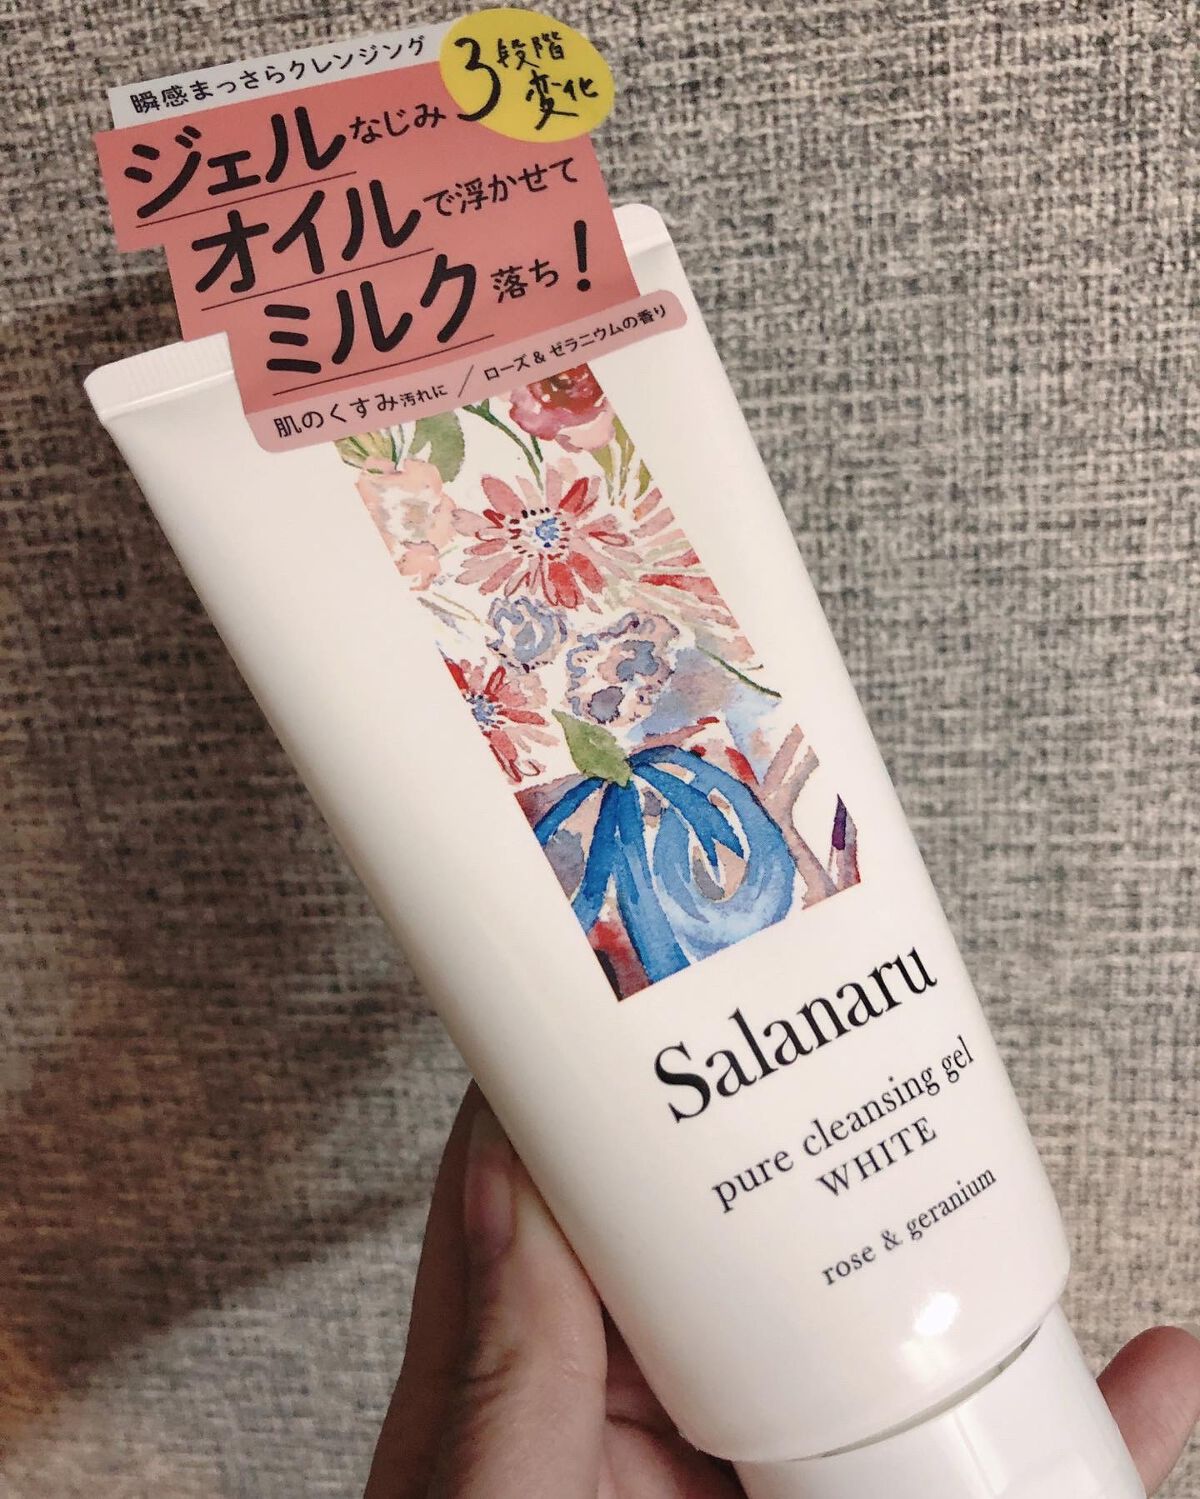 瞬感まっさらクレンジング
3段階
変化
ジェルなじみ
オイルで浮かせて
ミルク落ち！
肌のくすみ汚れに／ローズ＆ゼラニウムの香り
Salanaru
pure cleansing gel
WHITE
rose & geranium